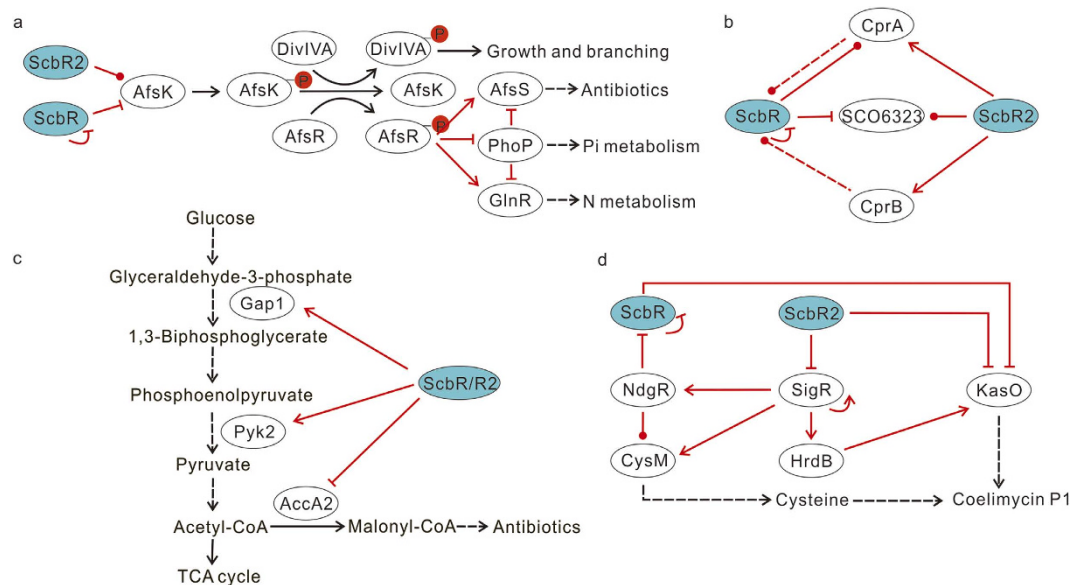 a
ScbR2
ScbR
AfsK
AfsK
P
DivIVA
DivIVA
P
Growth and branching
AfsK
AfsR
AfsR
P
AfsS
Antibiotics
PhoP
Pi metabolism
GlnR
N metabolism
b
CprA
ScbR
SCO6323
ScbR2
CprB
c
Glucose
Glyceraldehyde-3-phosphate
Gap1
1,3-Biphosphoglycerate
Phosphoenolpyruvate
ScbR/R2
Pyk2
Pyruvate
AccA2
Acetyl-CoA
Malonyl-CoA
Antibiotics
TCA cycle
d
ScbR
ScbR2
NdgR
SigR
KasO
CysM
HrdB
Cysteine
Coelimycin P1